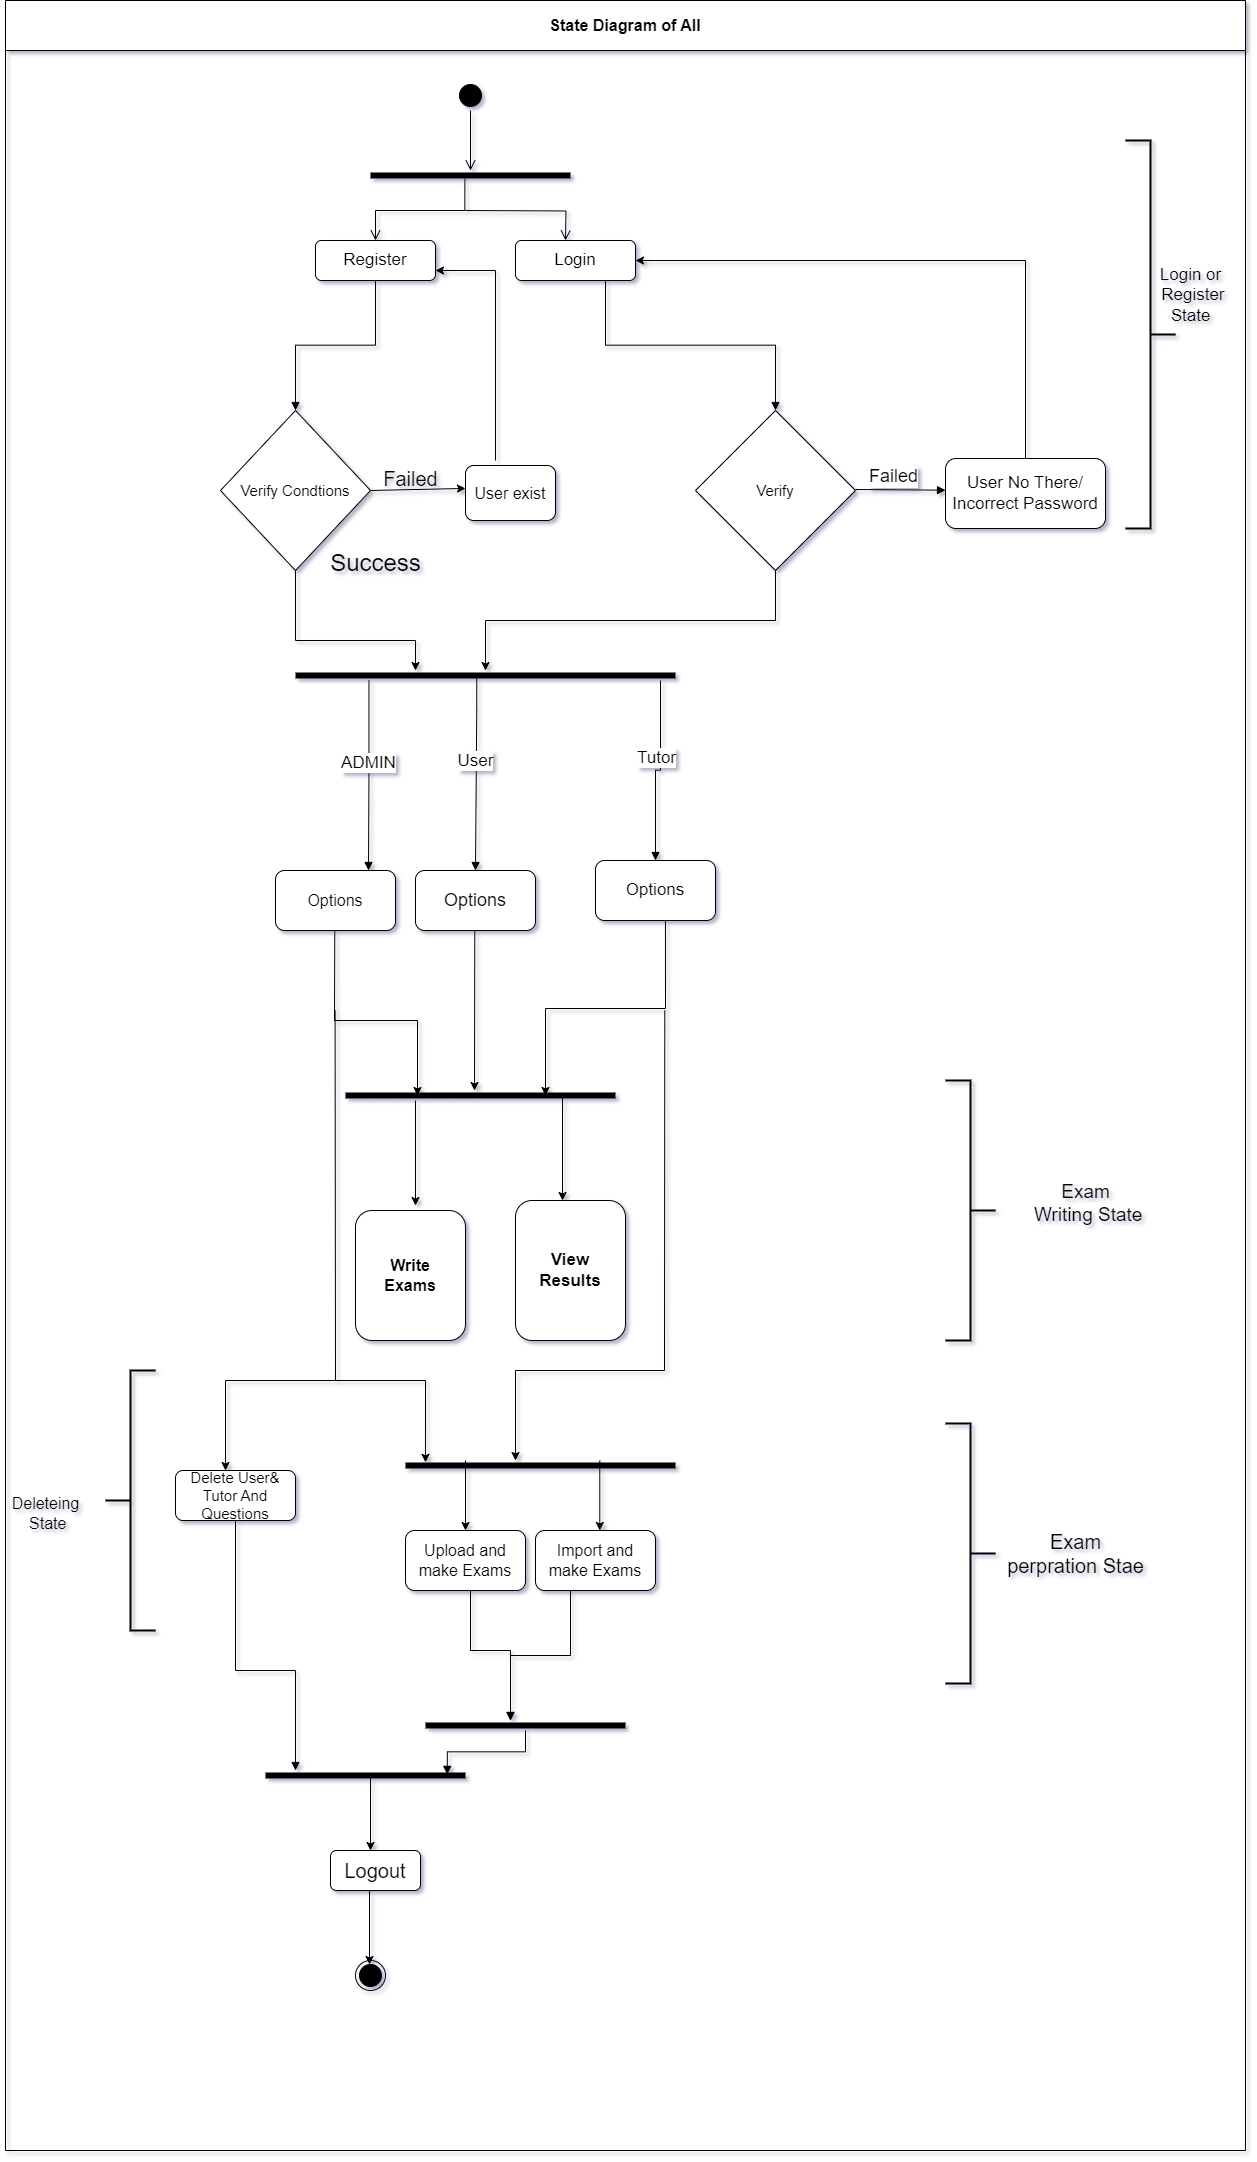 State Diagram of All
Register
Login
Login or
Register
State
Verify Condtions
Failed
User exist
Verify
Failed
User No There/
Incorrect Password
Success
ADMIN
User
Tutor
Options
Options
Options
Exam
Writing State
Write
Exams
View
Results
Deleteing
State
Delete User&
Tutor And
Questions
Upload and
make Exams
Import and
make Exams
Exam
perpration Stae
Logout